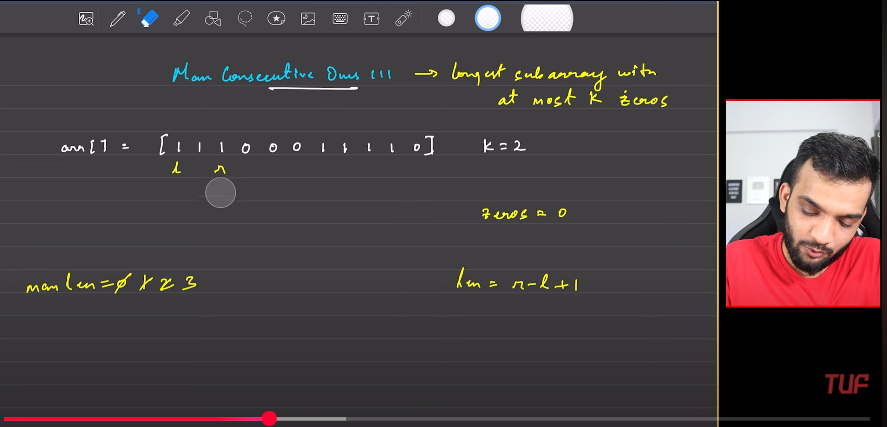 Max Consecutive Ones III → longest subarray with
at most K zeros
arr[] = [1 1 1 0 0 0 1 1 1 1 0] K = 2
l r
zeros = 0
maxlen = 0 1 2 3 len = r - l + 1
TUF